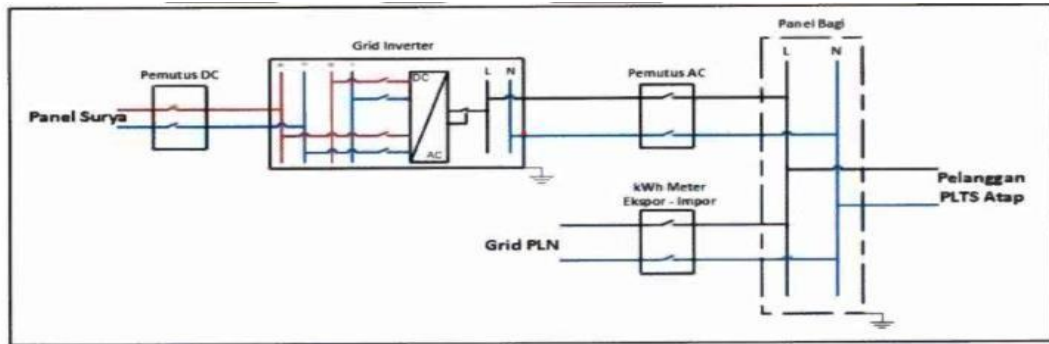 Panel Bagi
Grid Inverter
L
N
Pemutus DC
+
-
+
-
DC
L
N
Pemutus AC
Panel Surya
AC
Pelanggan
PLTS Atap
kWh Meter
Ekspor - Impor
Grid PLN